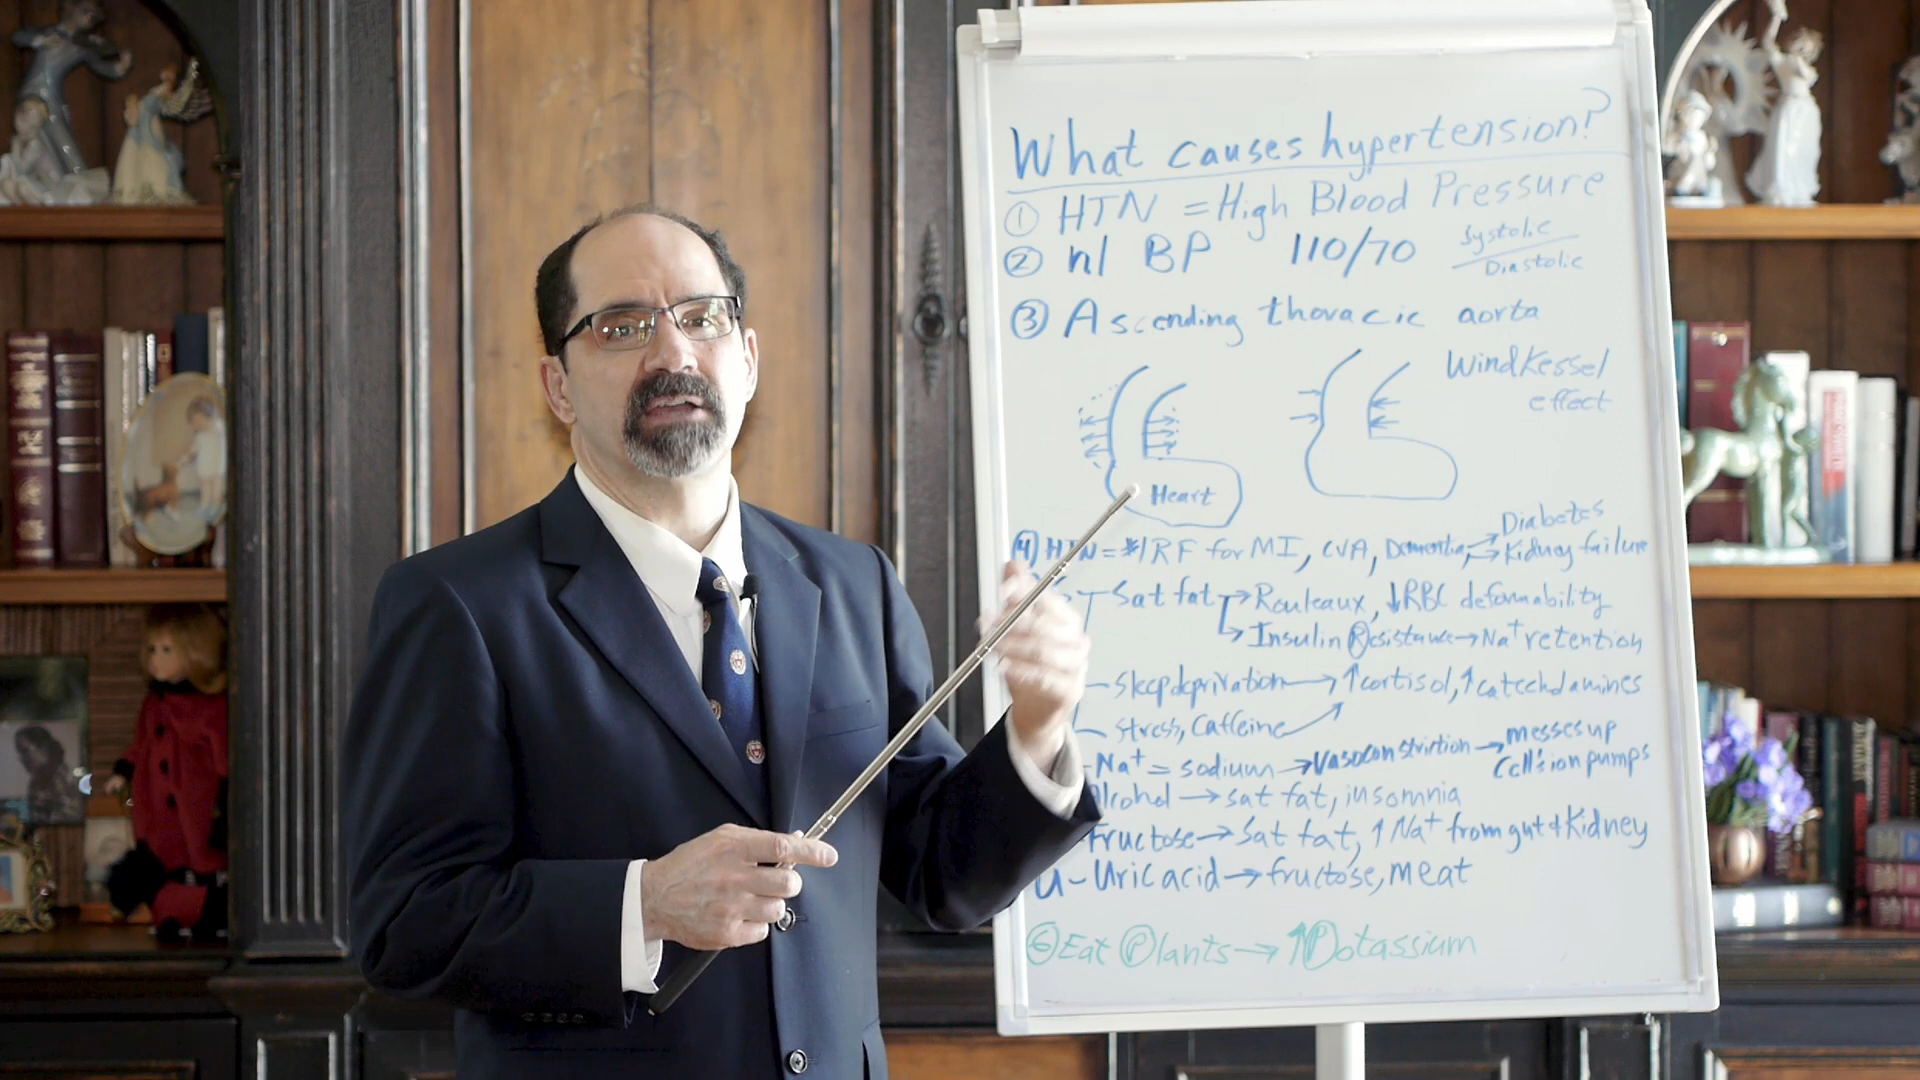 What causes hypertension?
① HTN = High Blood Pressure
② nl BP 110/70 Systolic
Diastolic
③ Ascending thoracic aorta
Windkessel
effect
Heart
④ HTN = #1 RF for MI, CVA, Dementia, → Diabetes
→ Kidney failure
Sat fat → Rouleaux, ↓RBC deformability
↳ Insulin Resistance → Na⁺ retention
- Sleep deprivation → ↑cortisol, ↑catecholamines
- Stress, Caffeine
- Na⁺ = sodium → Vasoconstriction → messes up
Cell's ion pumps
Alcohol → sat fat, insomnia
Fructose → Sat fat, ↑Na⁺ from gut + Kidney
U - Uric acid → fructose, meat
⑥ Eat Plants → ↑Potassium